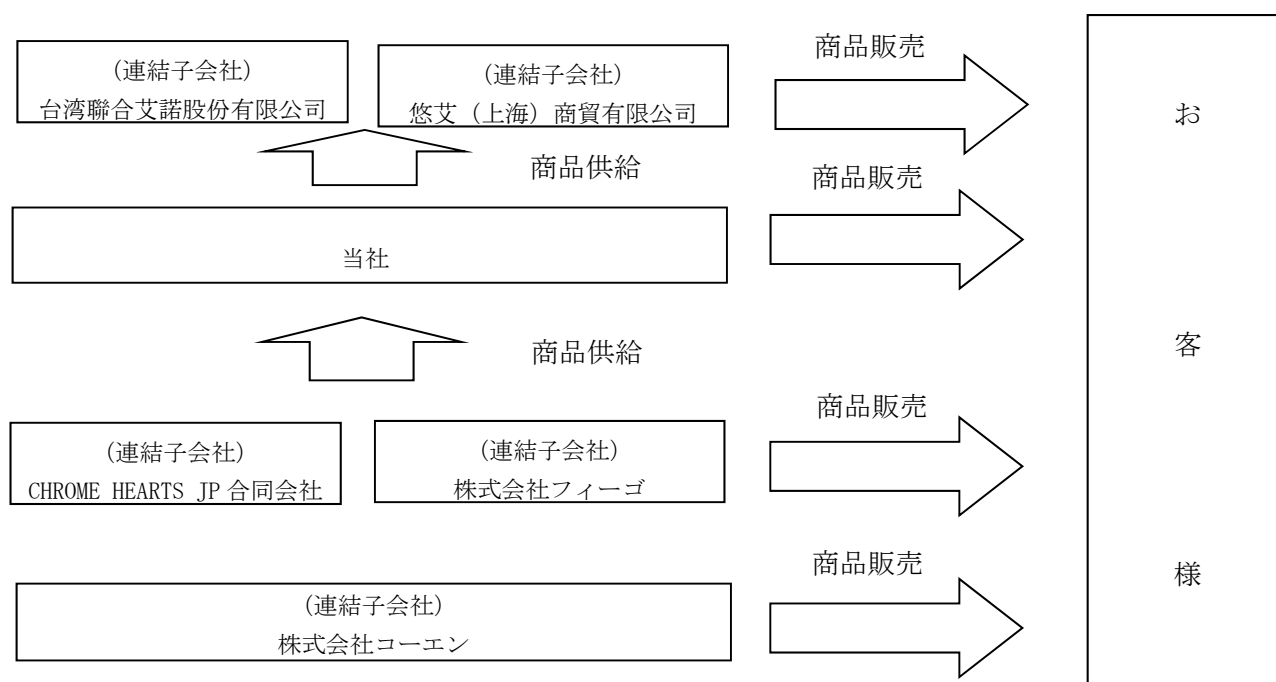 (連結子会社)
台湾聯合艾諾股份有限公司
(連結子会社)
悠艾（上海）商貿有限公司
商品販売
商品供給
商品販売
当社
商品供給
(連結子会社)
CHROME HEARTS JP 合同会社
(連結子会社)
株式会社フィーゴ
商品販売
(連結子会社)
株式会社コーエン
商品販売
お
客
様